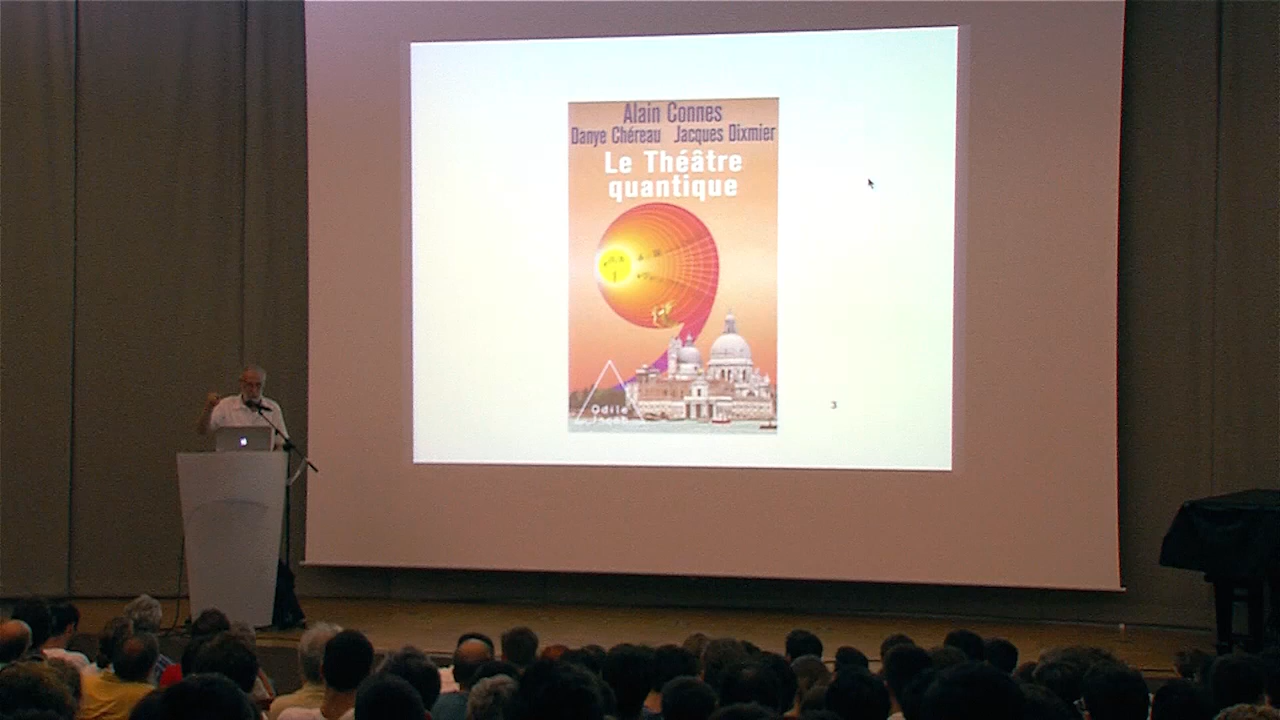 Alain Connes
Danye Chéreau Jacques Dixmier
Le Théâtre
quantique
Odile
3